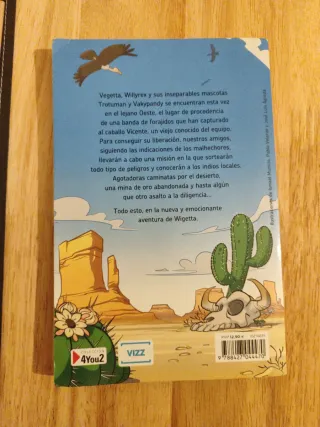 Vegetta, Willyrex y sus inseparables mascotas
Trotuman y Vakypandy se encuentran esta vez
en el lejano Oeste, el lugar de procedencia
de una banda de forajidos que han capturado
al caballo Vicente, un viejo conocido del equipo.
Para conseguir su liberación, nuestros amigos,
siguiendo las indicaciones de los malhechores,
llevarán a cabo una misión en la que sortearán
todo tipo de peligros y conocerán a los indios locales.
Agotadoras caminatas por el desierto,
una mina de oro abandonada y hasta algún
que otro asalto a la diligencia...
Todo esto, en la nueva y emocionante
aventura de Wigetta.
4You2
VIZZ
9 788427 044470